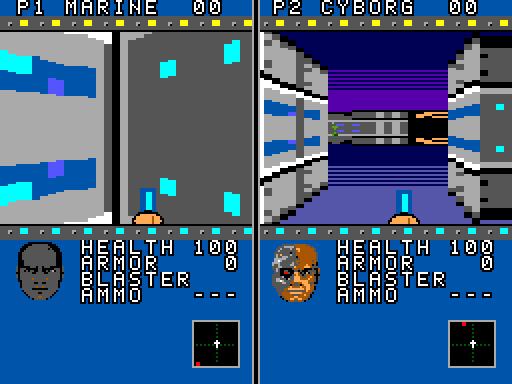 P1 MARINE 00
P2 CYBORG 00
HEALTH 100
ARMOR 0
BLASTER
AMMO ---
HEALTH 100
ARMOR 0
BLASTER
AMMO ---